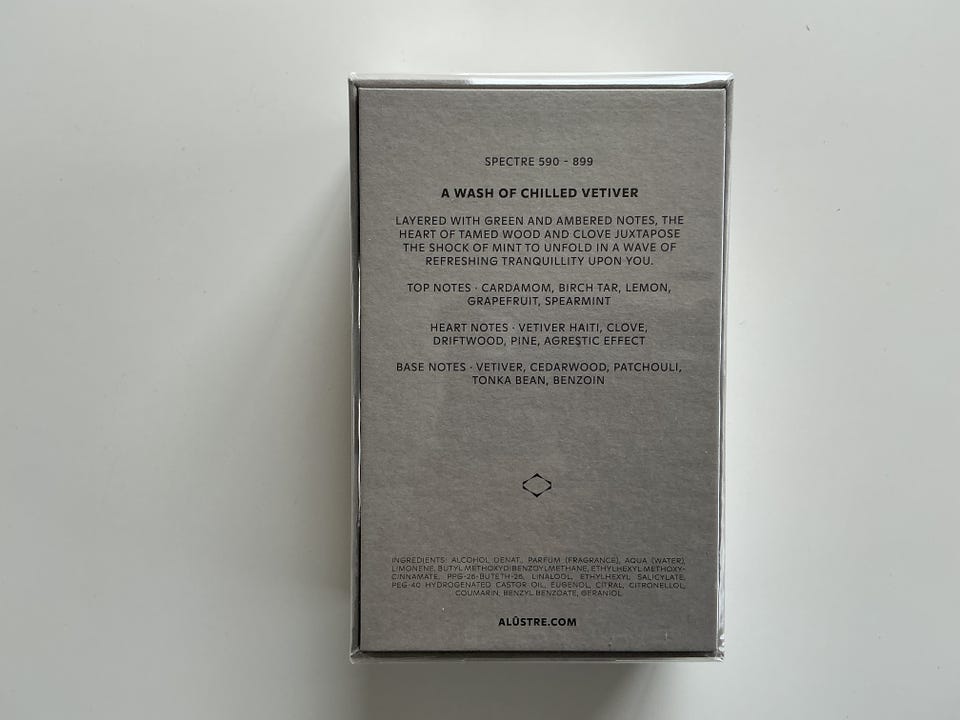 SPECTRE 590 - 899
A WASH OF CHILLED VETIVER
LAYERED WITH GREEN AND AMBERED NOTES, THE
HEART OF TAMED WOOD AND CLOVE JUXTAPOSE
THE SHOCK OF MINT TO UNFOLD IN A WAVE OF
REFRESHING TRANQUILLITY UPON YOU.
TOP NOTES · CARDAMOM, BIRCH TAR, LEMON,
GRAPEFRUIT, SPEARMINT
HEART NOTES · VETIVER HAITI, CLOVE,
DRIFTWOOD, PINE, AGRESTIC EFFECT
BASE NOTES · VETIVER, CEDARWOOD, PATCHOULI,
TONKA BEAN, BENZOIN
INGREDIENTS: ALCOHOL DENAT., PARFUM (FRAGRANCE), AQUA (WATER),
LIMONENE, BUTYL METHOXYDIBENZOYLMETHANE, ETHYLHEXYL METHOXY-
CINNAMATE, PPG-26-BUTETH-26, LINALOOL, ETHYLHEXYL SALICYLATE,
PEG-40 HYDROGENATED CASTOR OIL, EUGENOL, CITRAL, CITRONELLOL,
COUMARIN, BENZYL BENZOATE, GERANIOL
ALŪSTRE.COM